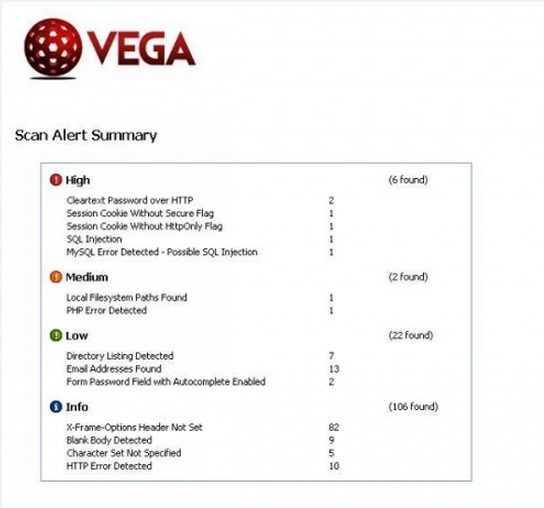 VEGA
Scan Alert Summary
High (6 found)
Cleartext Password over HTTP 2
Session Cookie Without Secure Flag 1
Session Cookie Without HttpOnly Flag 1
SQL Injection 1
MySQL Error Detected - Possible SQL Injection 1
Medium (2 found)
Local Filesystem Paths Found 1
PHP Error Detected 1
Low (22 found)
Directory Listing Detected 7
Email Addresses Found 13
Form Password Field with Autocomplete Enabled 2
Info (106 found)
X-Frame-Options Header Not Set 82
Blank Body Detected 9
Character Set Not Specified 5
HTTP Error Detected 10